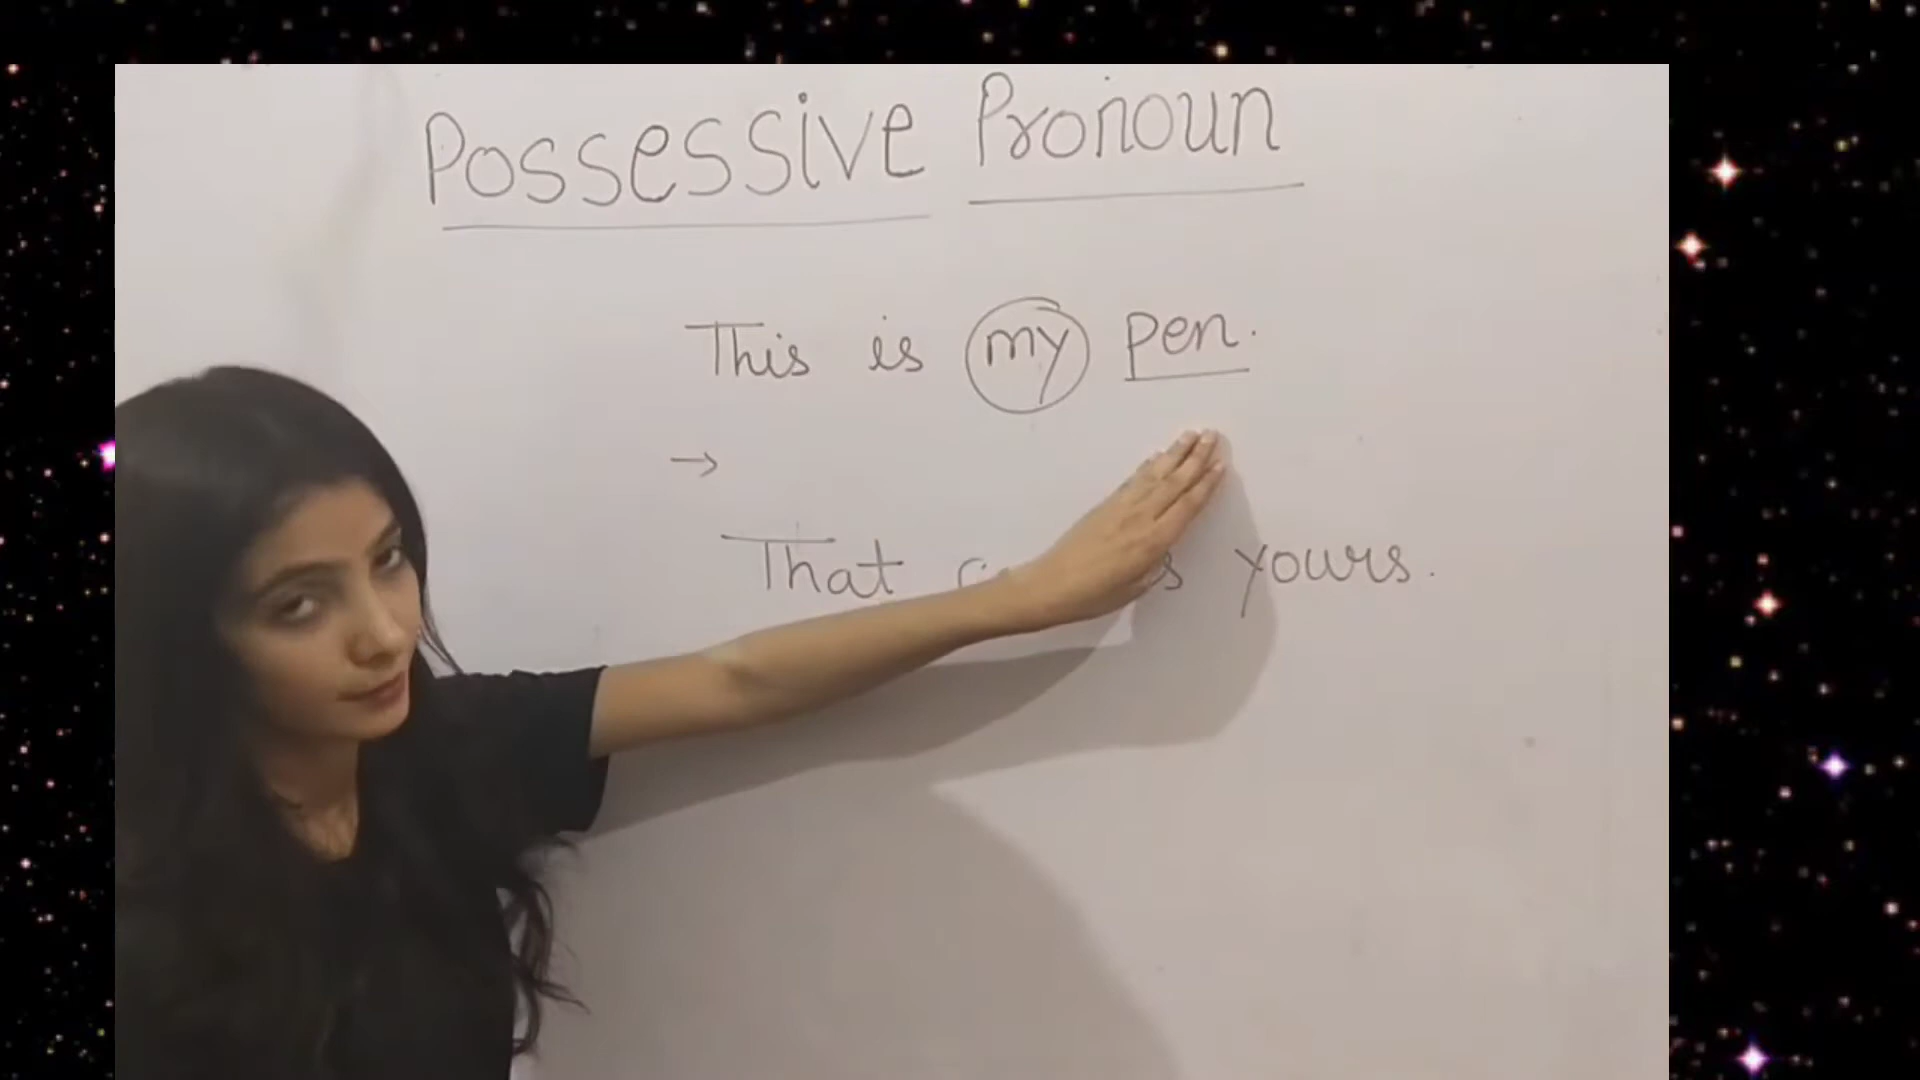 Possessive Pronoun
This is my pen.
→
That yours.